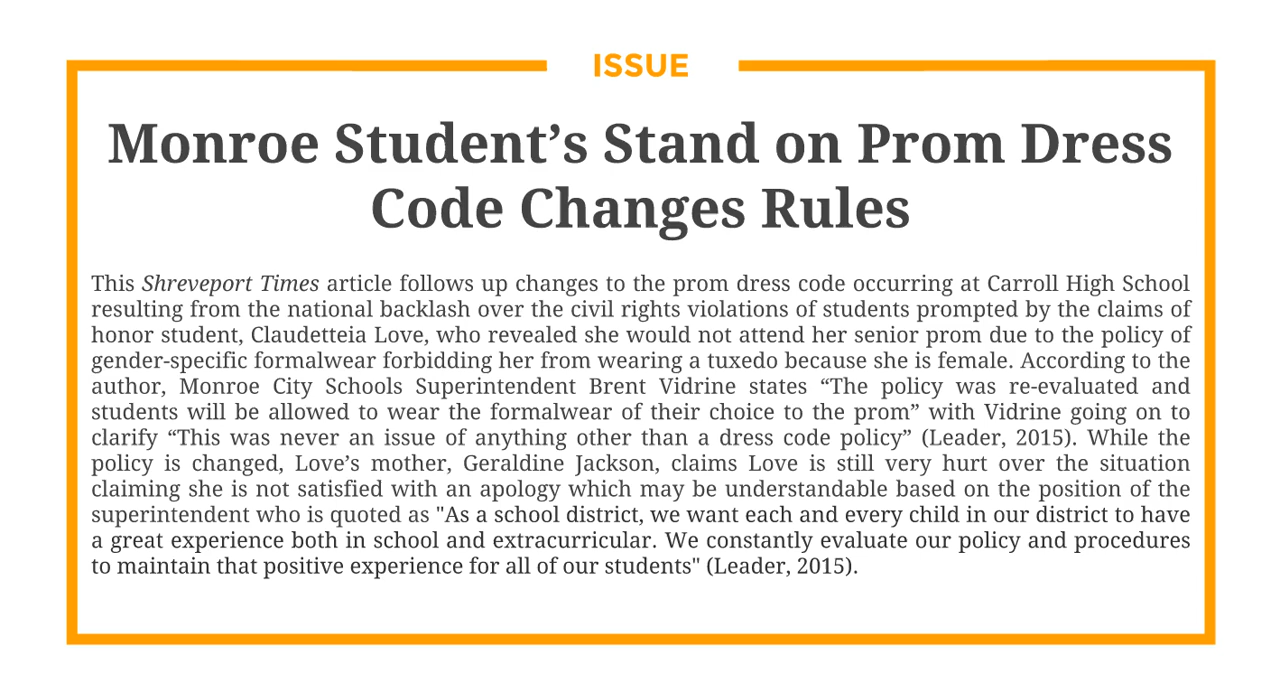 ISSUE
Monroe Student’s Stand on Prom Dress
Code Changes Rules
This Shreveport Times article follows up changes to the prom dress code occurring at Carroll High School
resulting from the national backlash over the civil rights violations of students prompted by the claims of
honor student, Claudetteia Love, who revealed she would not attend her senior prom due to the policy of
gender-specific formalwear forbidding her from wearing a tuxedo because she is female. According to the
author, Monroe City Schools Superintendent Brent Vidrine states “The policy was re-evaluated and
students will be allowed to wear the formalwear of their choice to the prom” with Vidrine going on to
clarify “This was never an issue of anything other than a dress code policy” (Leader, 2015). While the
policy is changed, Love’s mother, Geraldine Jackson, claims Love is still very hurt over the situation
claiming she is not satisfied with an apology which may be understandable based on the position of the
superintendent who is quoted as "As a school district, we want each and every child in our district to have
a great experience both in school and extracurricular. We constantly evaluate our policy and procedures
to maintain that positive experience for all of our students" (Leader, 2015).